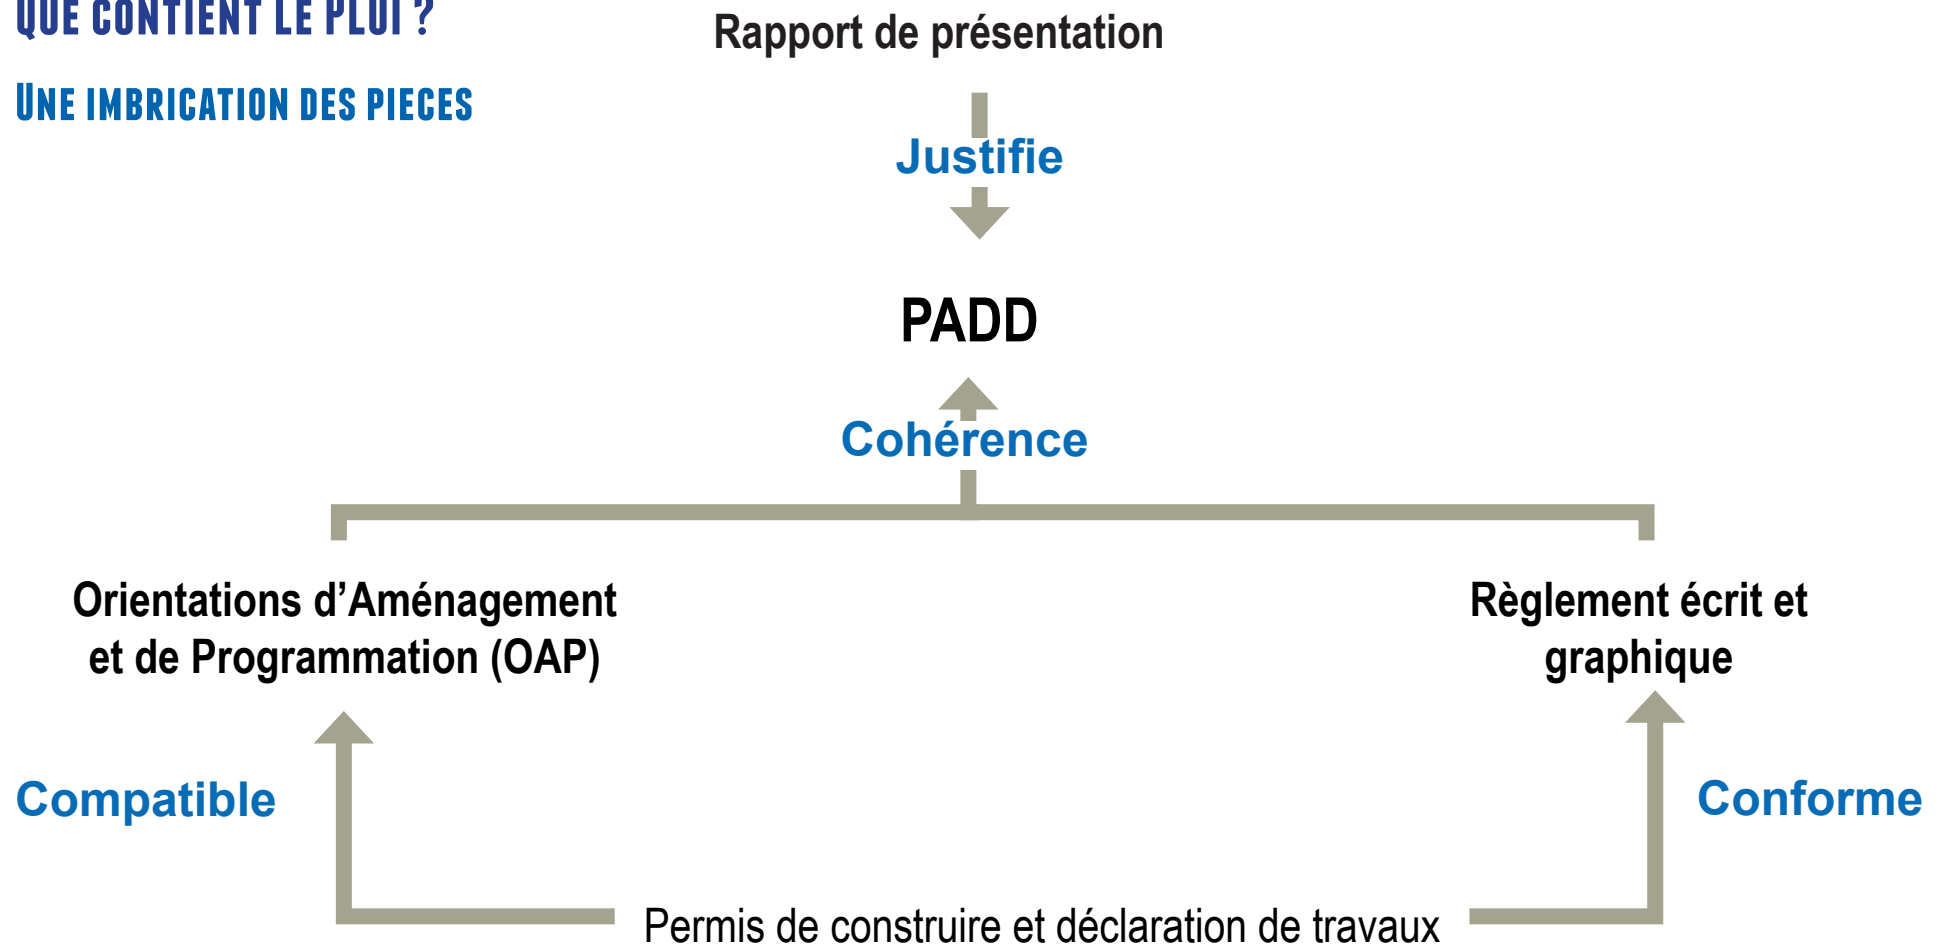 QUE CONTIENT LE PLUI ?
Rapport de présentation
UNE IMBRICATION DES PIECES
Justifie
PADD
Cohérence
Orientations d’Aménagement
et de Programmation (OAP)
Règlement écrit et
graphique
Compatible
Conforme
Permis de construire et déclaration de travaux